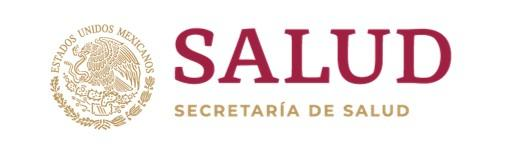 ESTADOS UNIDOS MEXICANOS
SALUD
SECRETARÍA DE SALUD